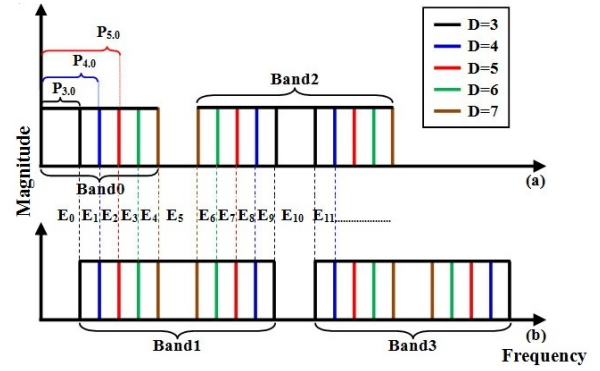 D=3
D=4
D=5
D=6
D=7
P5.0
P4.0
P3.0
Band2
Band0
(a)
Magnitude
E0 E1 E2 E3 E4 E5 E6 E7 E8 E9 E10 E11....................
Band1
Band3
(b)
Frequency